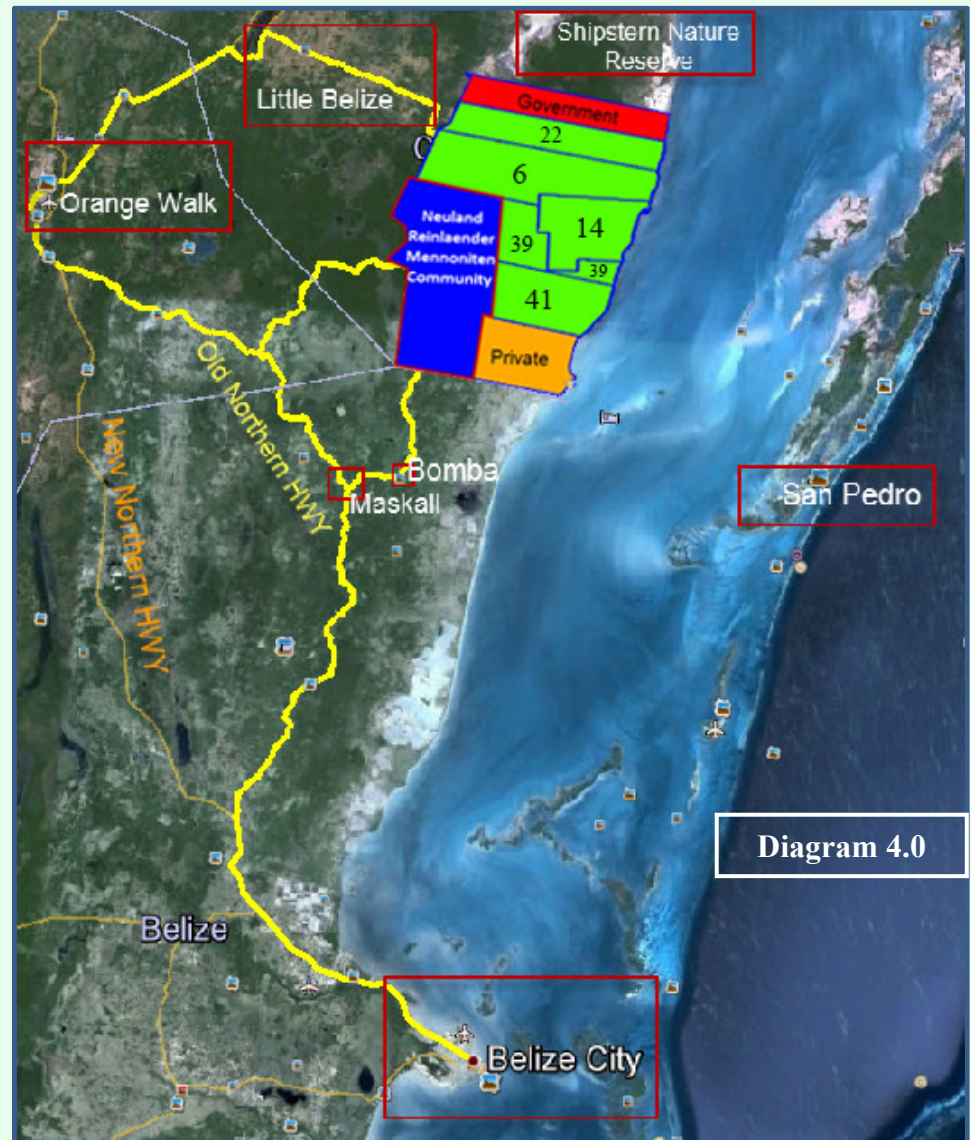 Shipstern Nature
Reserve
Little Belize
Government
22
6
Orange Walk
Neuland
Reinlaender
Mennoniten
Community
39
14
39
41
Private
Old Northern HWY
New Northern HWY
Bomba
Maskall
San Pedro
Diagram 4.0
Belize
Belize City